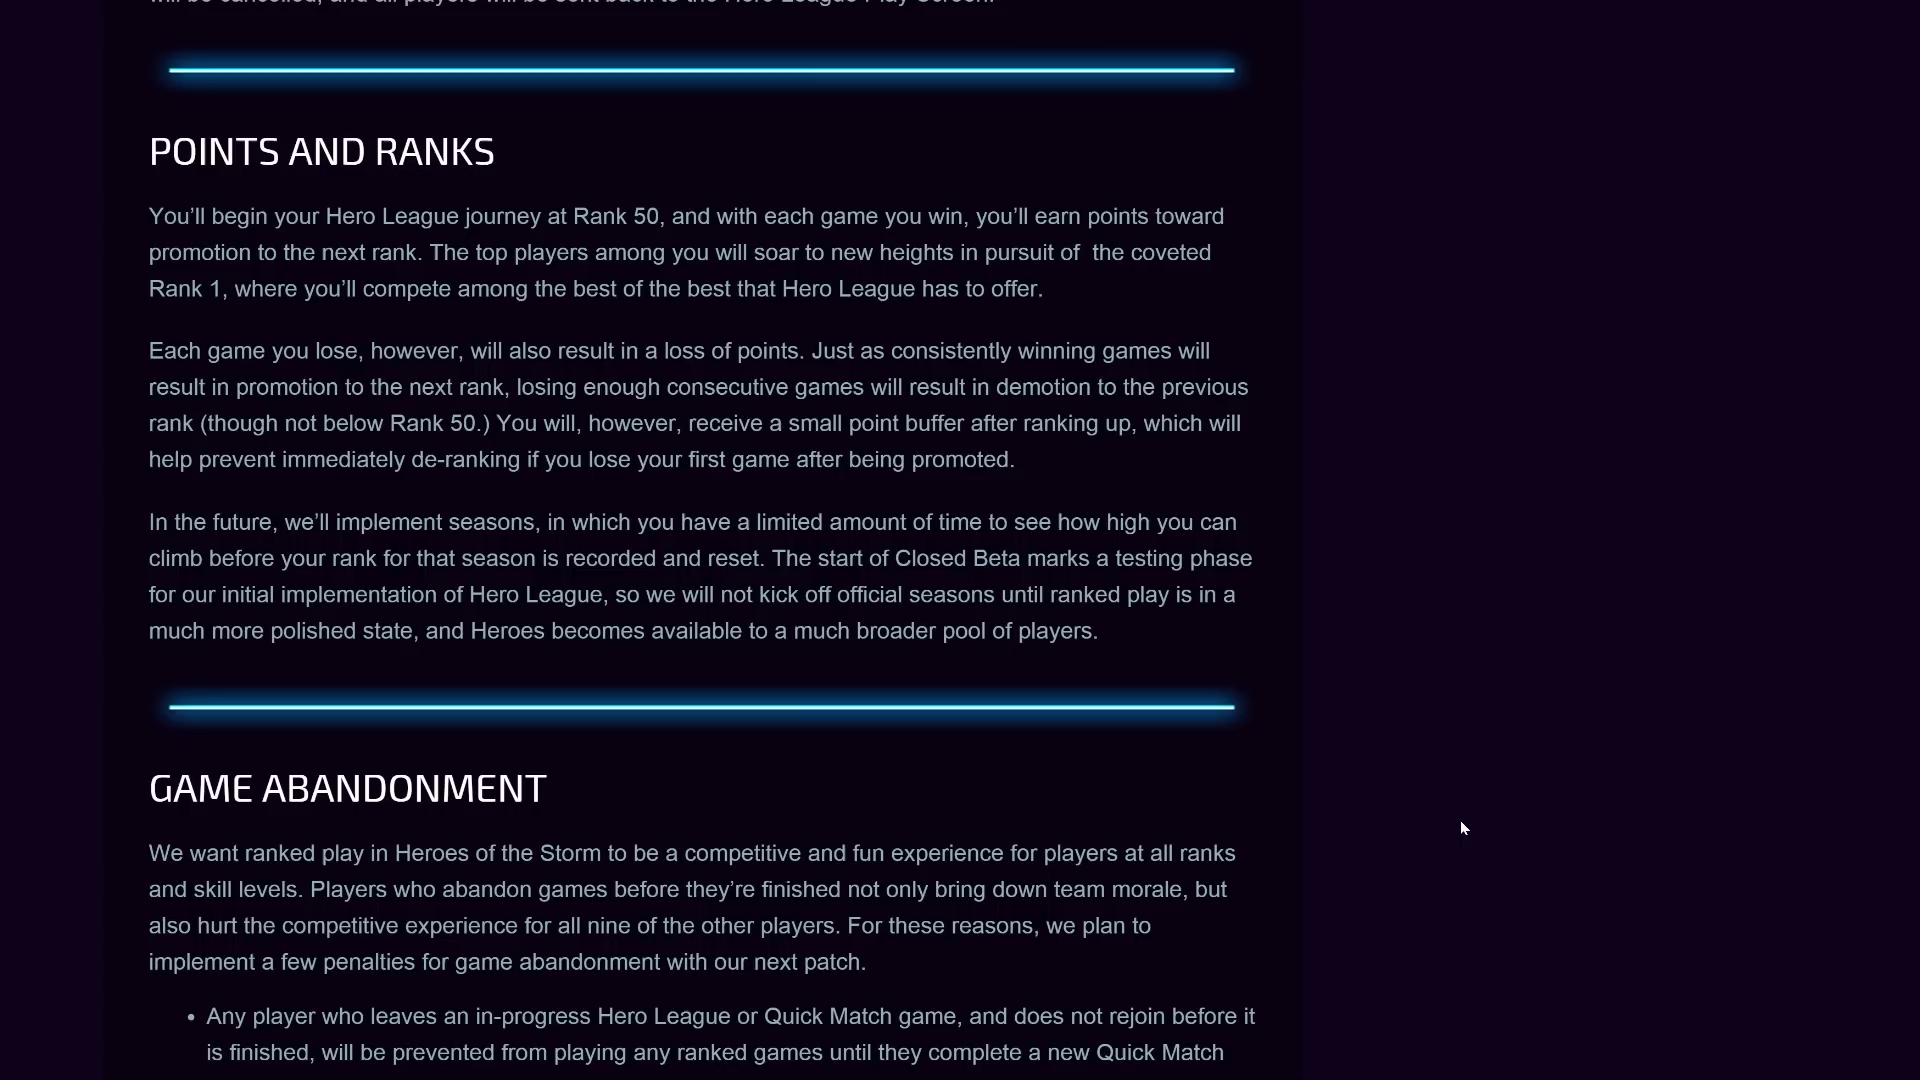 will be cancelled, and all players will be sent back to the Hero League Play Screen.
POINTS AND RANKS
You’ll begin your Hero League journey at Rank 50, and with each game you win, you’ll earn points toward
promotion to the next rank. The top players among you will soar to new heights in pursuit of  the coveted
Rank 1, where you’ll compete among the best of the best that Hero League has to offer.
Each game you lose, however, will also result in a loss of points. Just as consistently winning games will
result in promotion to the next rank, losing enough consecutive games will result in demotion to the previous
rank (though not below Rank 50.) You will, however, receive a small point buffer after ranking up, which will
help prevent immediately de-ranking if you lose your first game after being promoted.
In the future, we’ll implement seasons, in which you have a limited amount of time to see how high you can
climb before your rank for that season is recorded and reset. The start of Closed Beta marks a testing phase
for our initial implementation of Hero League, so we will not kick off official seasons until ranked play is in a
much more polished state, and Heroes becomes available to a much broader pool of players.
GAME ABANDONMENT
We want ranked play in Heroes of the Storm to be a competitive and fun experience for players at all ranks
and skill levels. Players who abandon games before they’re finished not only bring down team morale, but
also hurt the competitive experience for all nine of the other players. For these reasons, we plan to
implement a few penalties for game abandonment with our next patch.
• Any player who leaves an in-progress Hero League or Quick Match game, and does not rejoin before it
is finished, will be prevented from playing any ranked games until they complete a new Quick Match